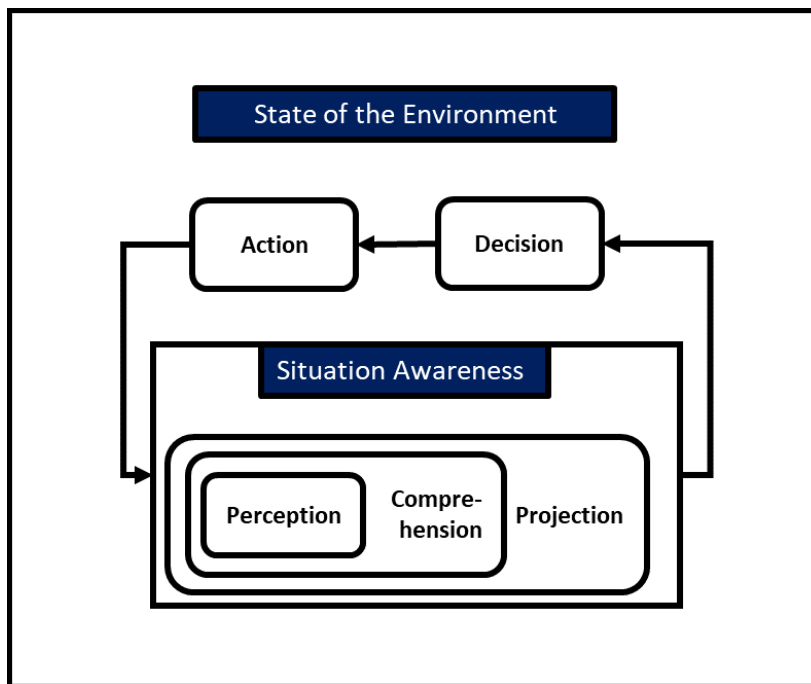 State of the Environment
Action
Decision
Situation Awareness
Perception
Compre-
hension
Projection